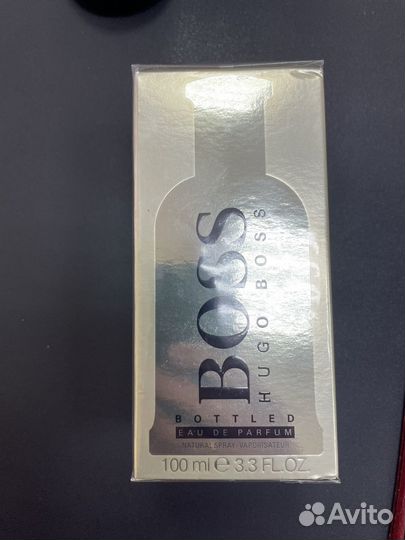 BOSS
HUGO BOSS
BOTTLED
EAU DE PARFUM
NATURAL SPRAY VAPORISATEUR
100 ml e 3.3 FL.OZ.
Avito